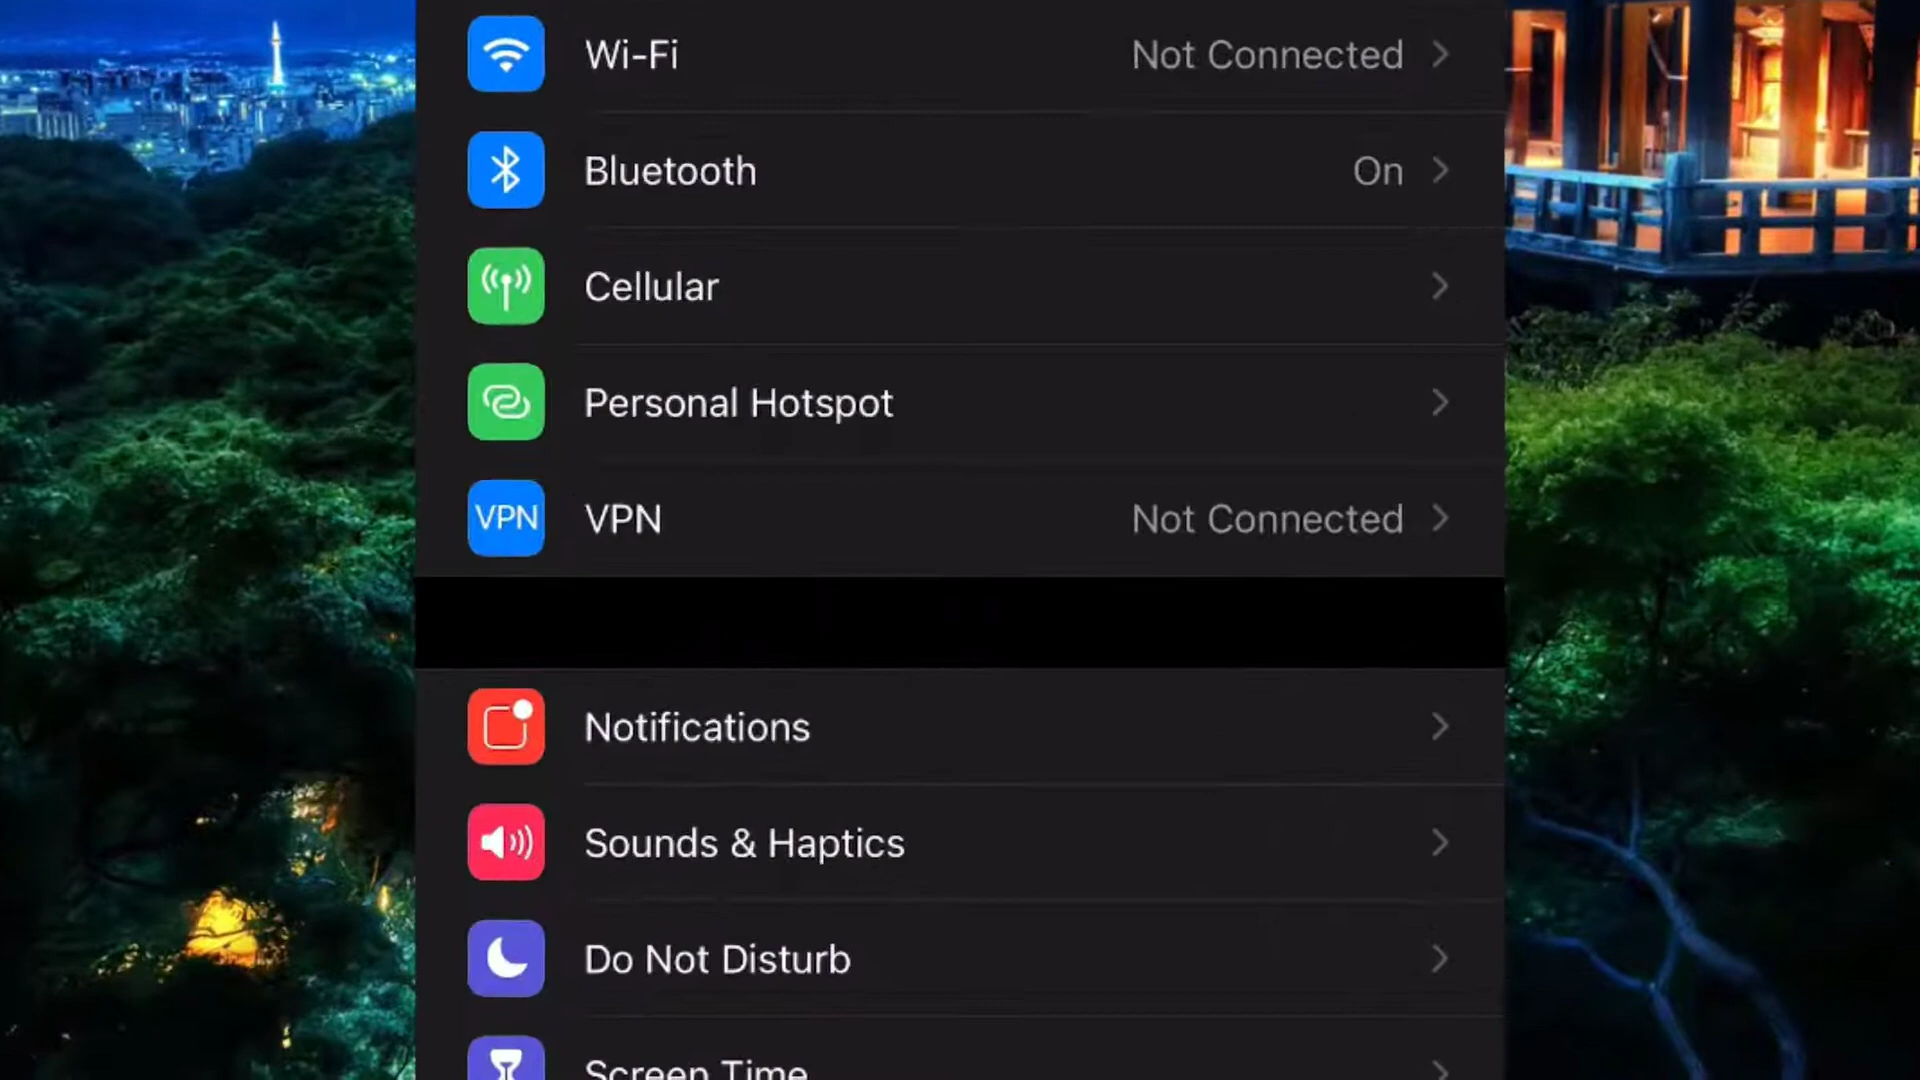 Wi-Fi Not Connected
Bluetooth On
Cellular
Personal Hotspot
VPN VPN Not Connected
Notifications
Sounds & Haptics
Do Not Disturb
Screen Time